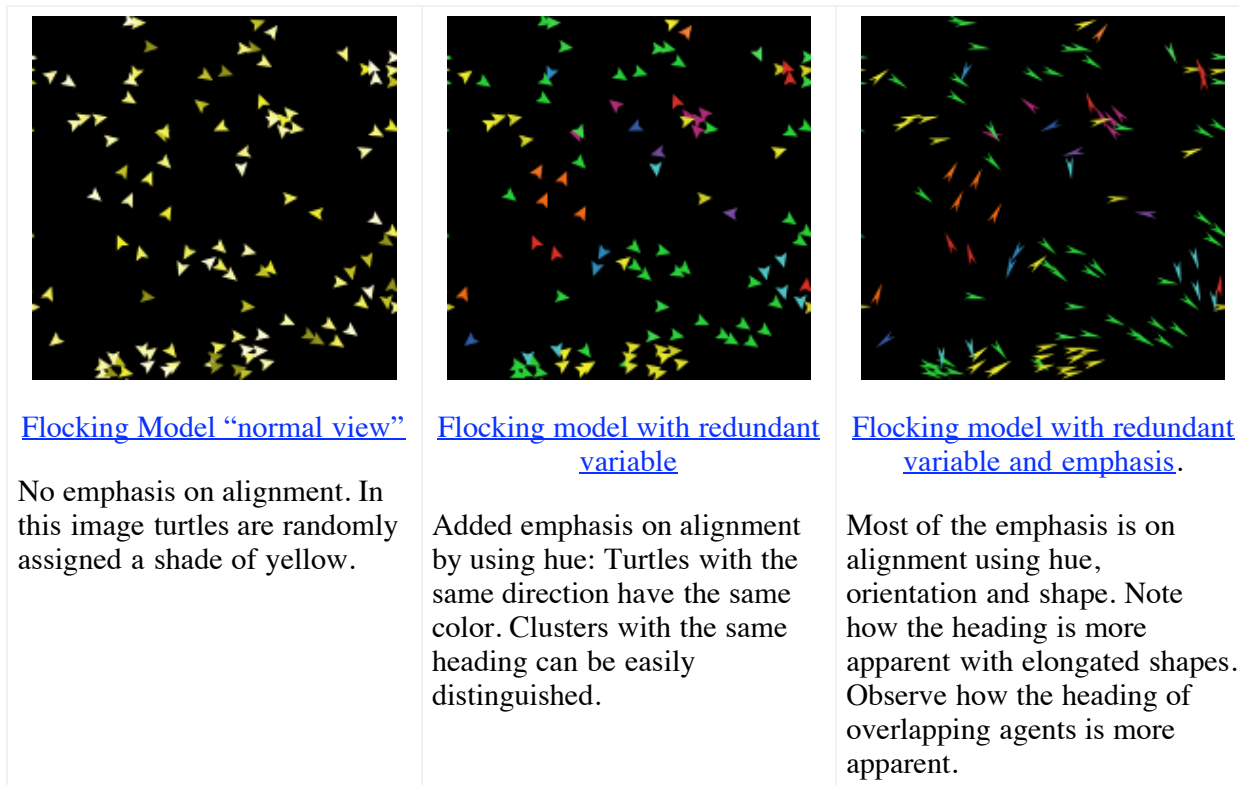 Flocking Model “normal view”
No emphasis on alignment. In
this image turtles are randomly
assigned a shade of yellow.
Flocking model with redundant
variable
Added emphasis on alignment
by using hue: Turtles with the
same direction have the same
color. Clusters with the same
heading can be easily
distinguished.
Flocking model with redundant
variable and emphasis.
Most of the emphasis is on
alignment using hue,
orientation and shape. Note
how the heading is more
apparent with elongated shapes.
Observe how the heading of
overlapping agents is more
apparent.